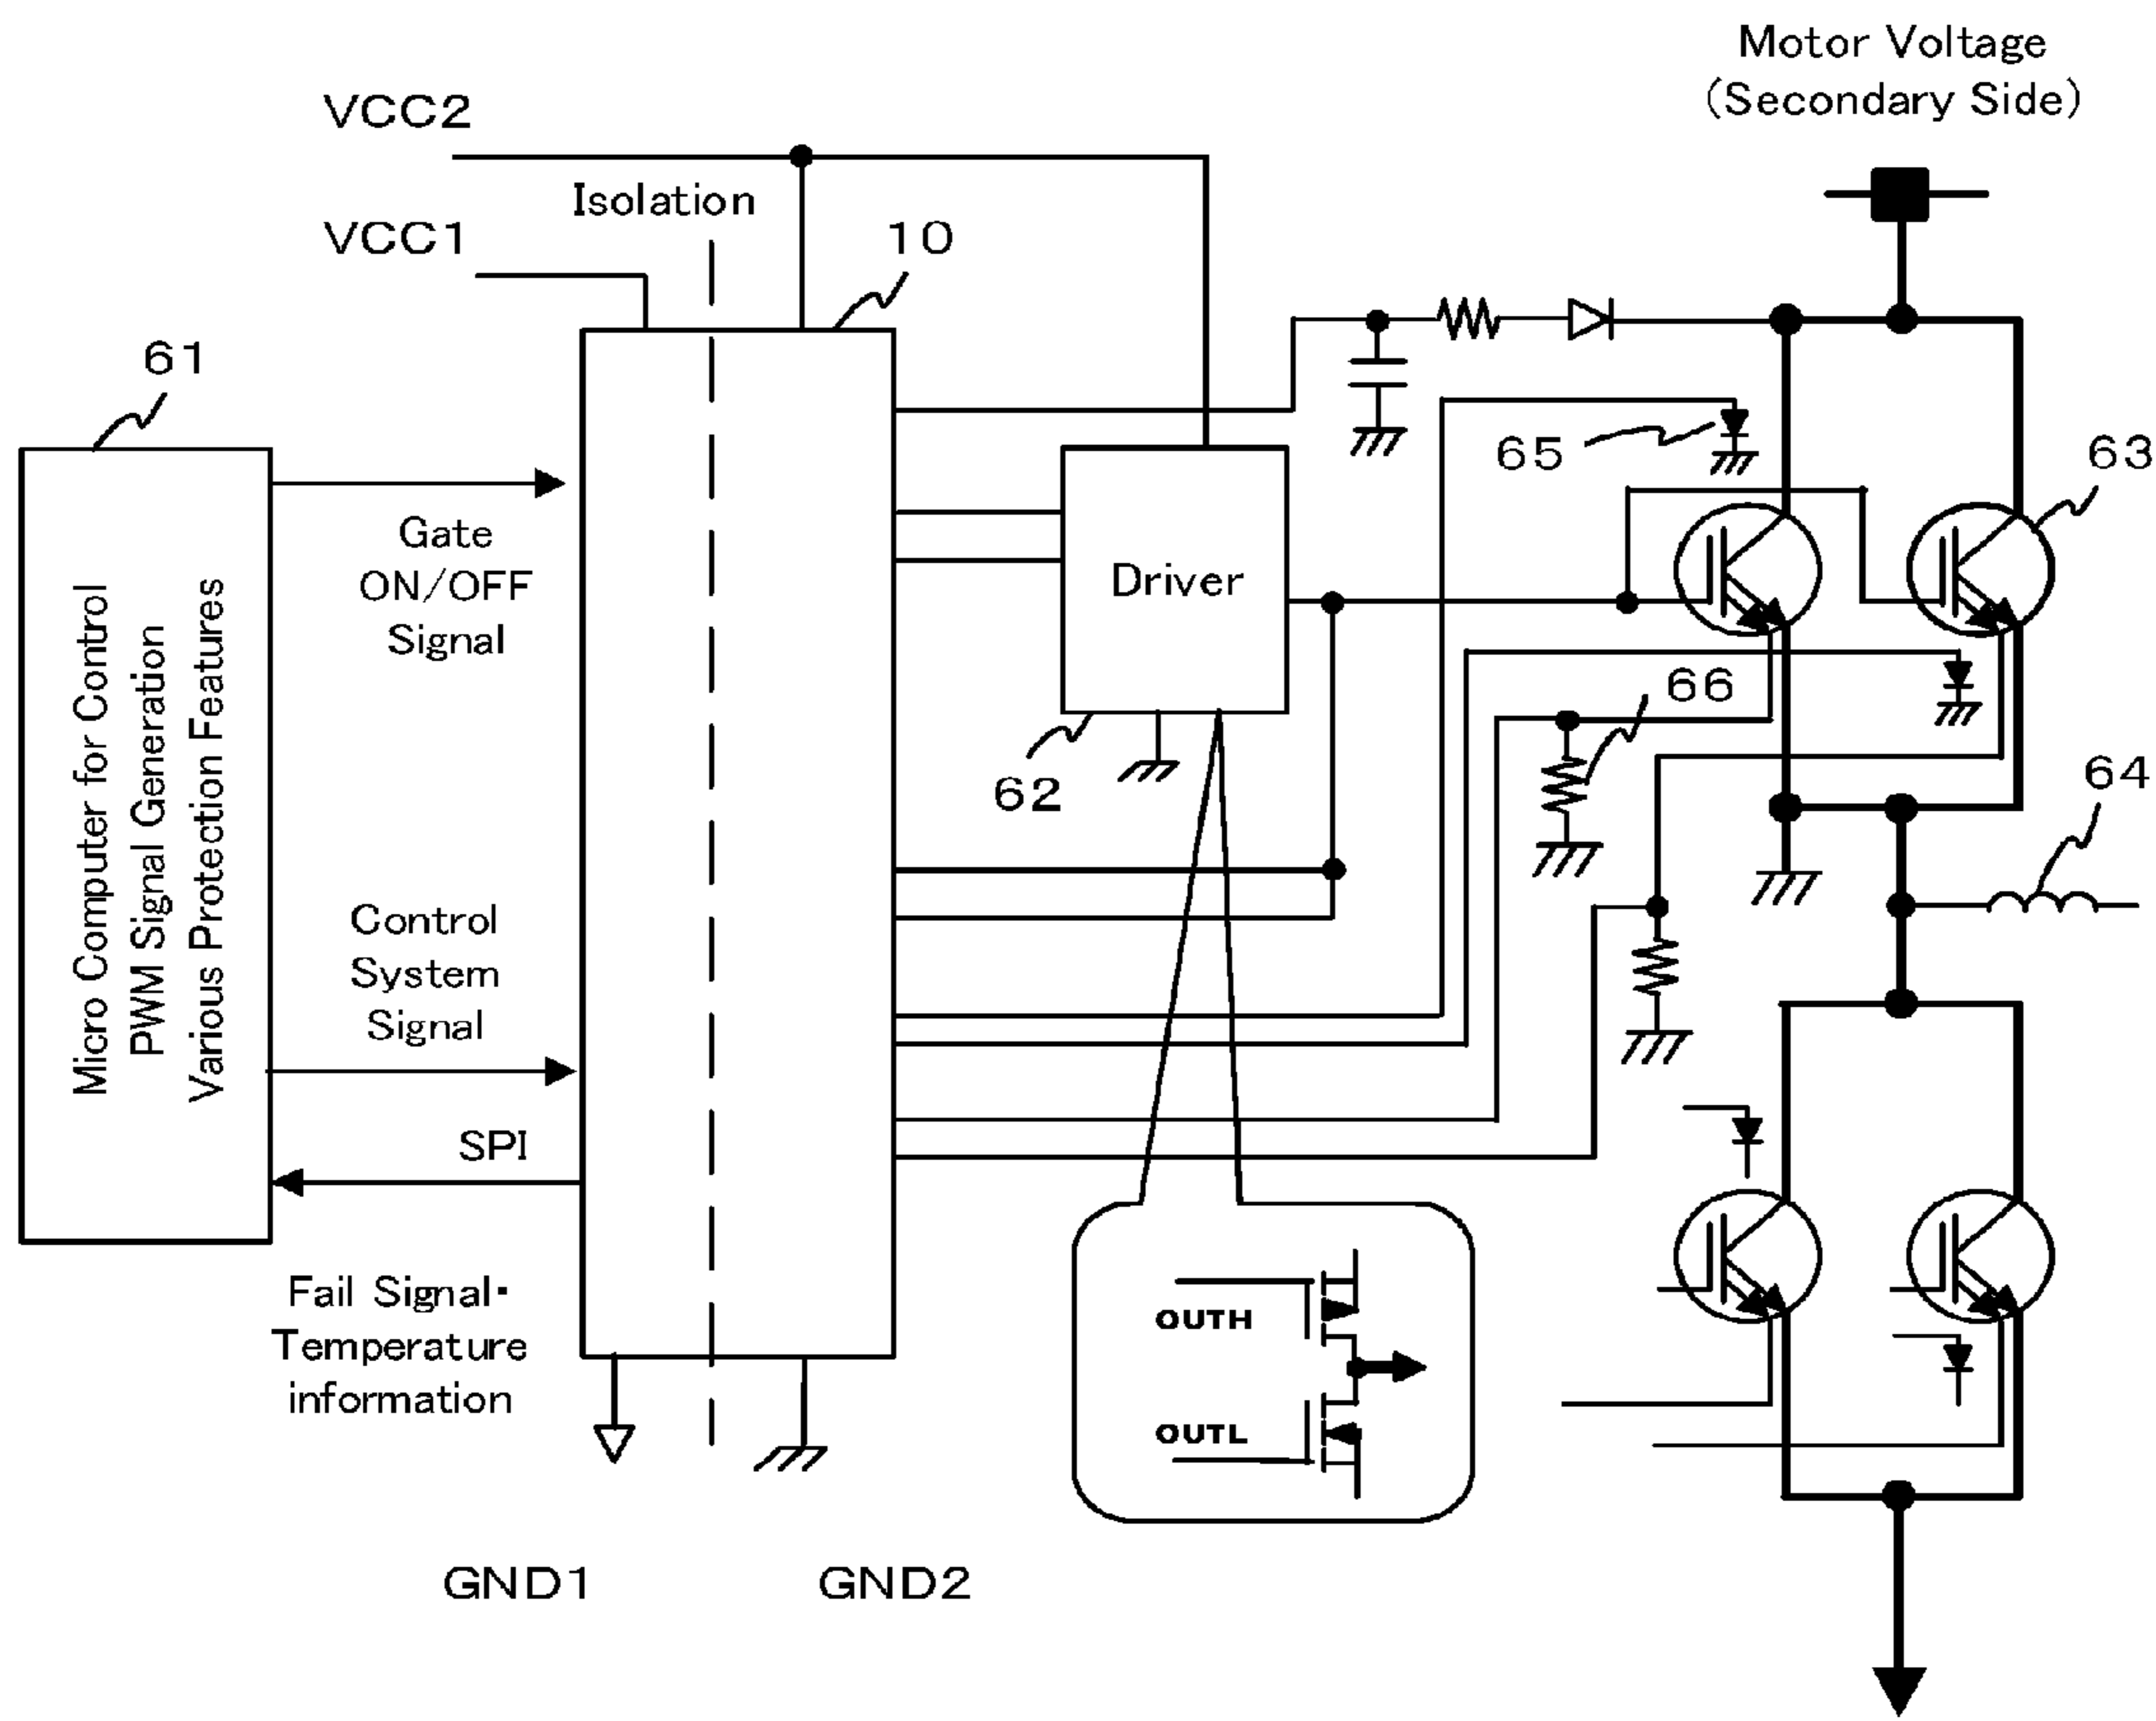 Motor Voltage
(Secondary Side)
VCC2
Isolation
VCC1
10
61
65
63
Gate
ON/OFF
Signal
Driver
Micro Computer for Control
PWM Signal Generation
Various Protection Features
66
62
64
Control
System
Signal
SPI
Fail Signal・
Temperature
information
OUTH
OUTL
GND1
GND2